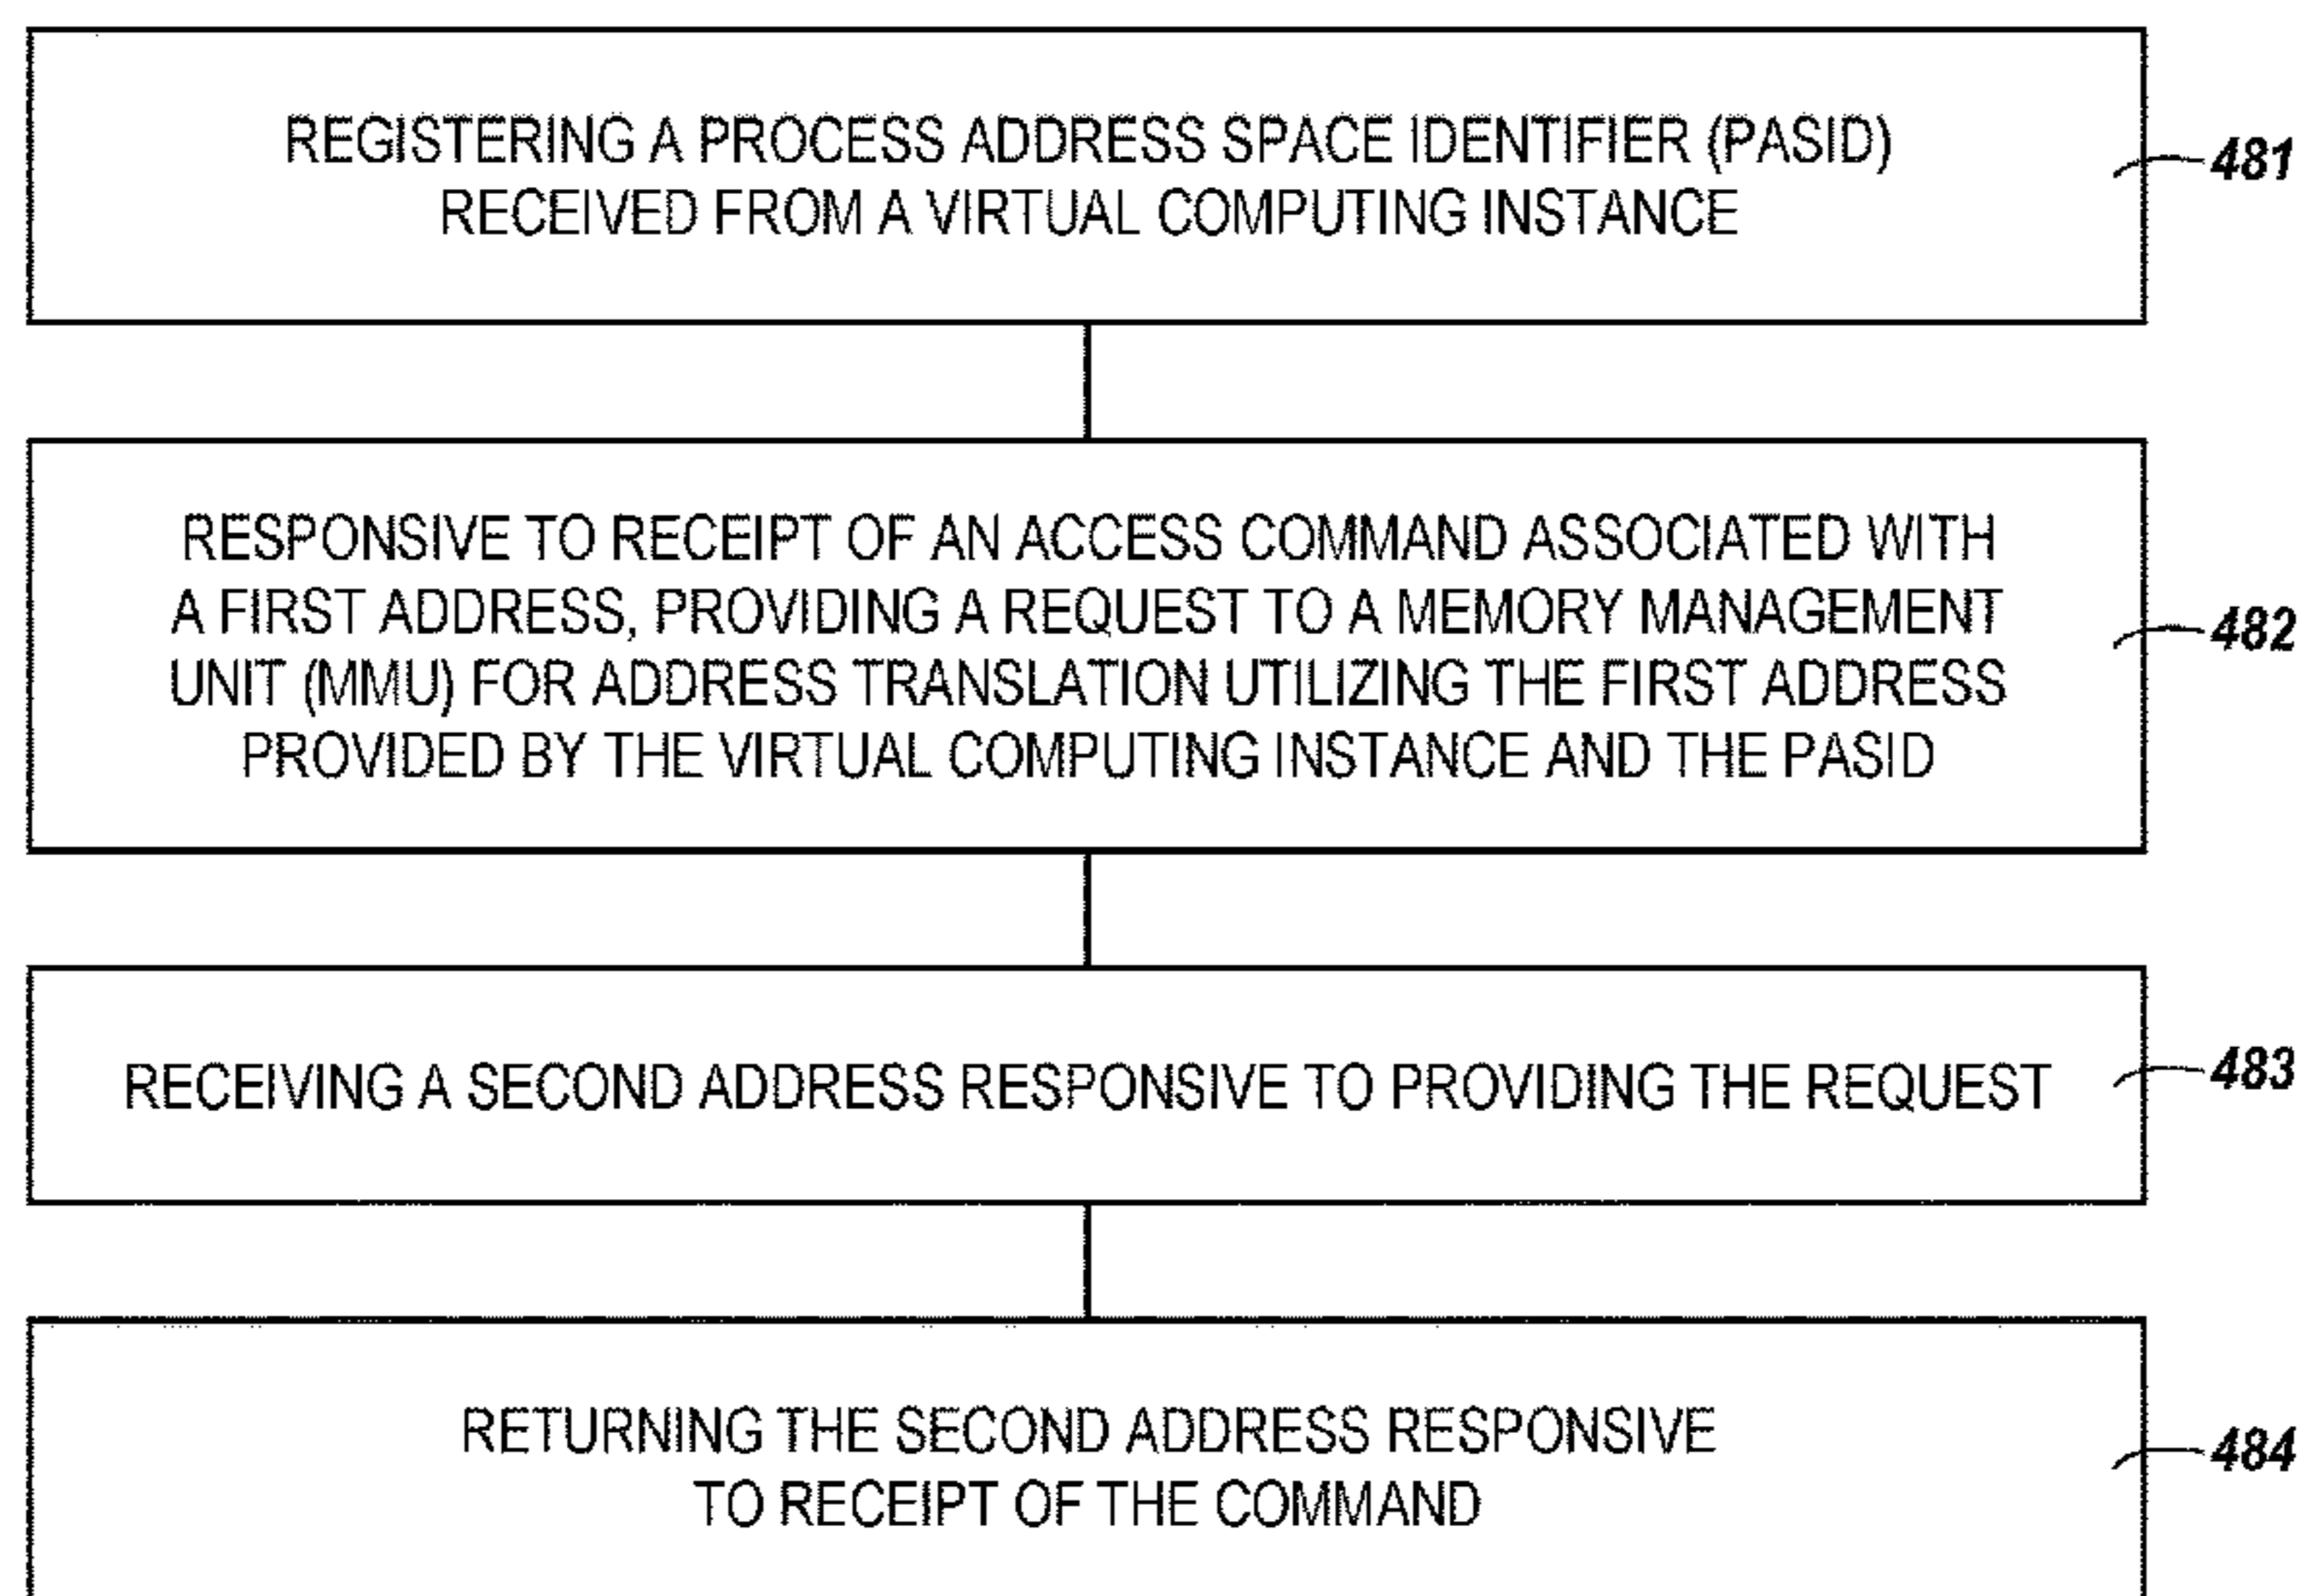 REGISTERING A PROCESS ADDRESS SPACE IDENTIFIER (PASID)
RECEIVED FROM A VIRTUAL COMPUTING INSTANCE
481
RESPONSIVE TO RECEIPT OF AN ACCESS COMMAND ASSOCIATED WITH
A FIRST ADDRESS, PROVIDING A REQUEST TO A MEMORY MANAGEMENT
UNIT (MMU) FOR ADDRESS TRANSLATION UTILIZING THE FIRST ADDRESS
PROVIDED BY THE VIRTUAL COMPUTING INSTANCE AND THE PASID
482
RECEIVING A SECOND ADDRESS RESPONSIVE TO PROVIDING THE REQUEST
483
RETURNING THE SECOND ADDRESS RESPONSIVE
TO RECEIPT OF THE COMMAND
484